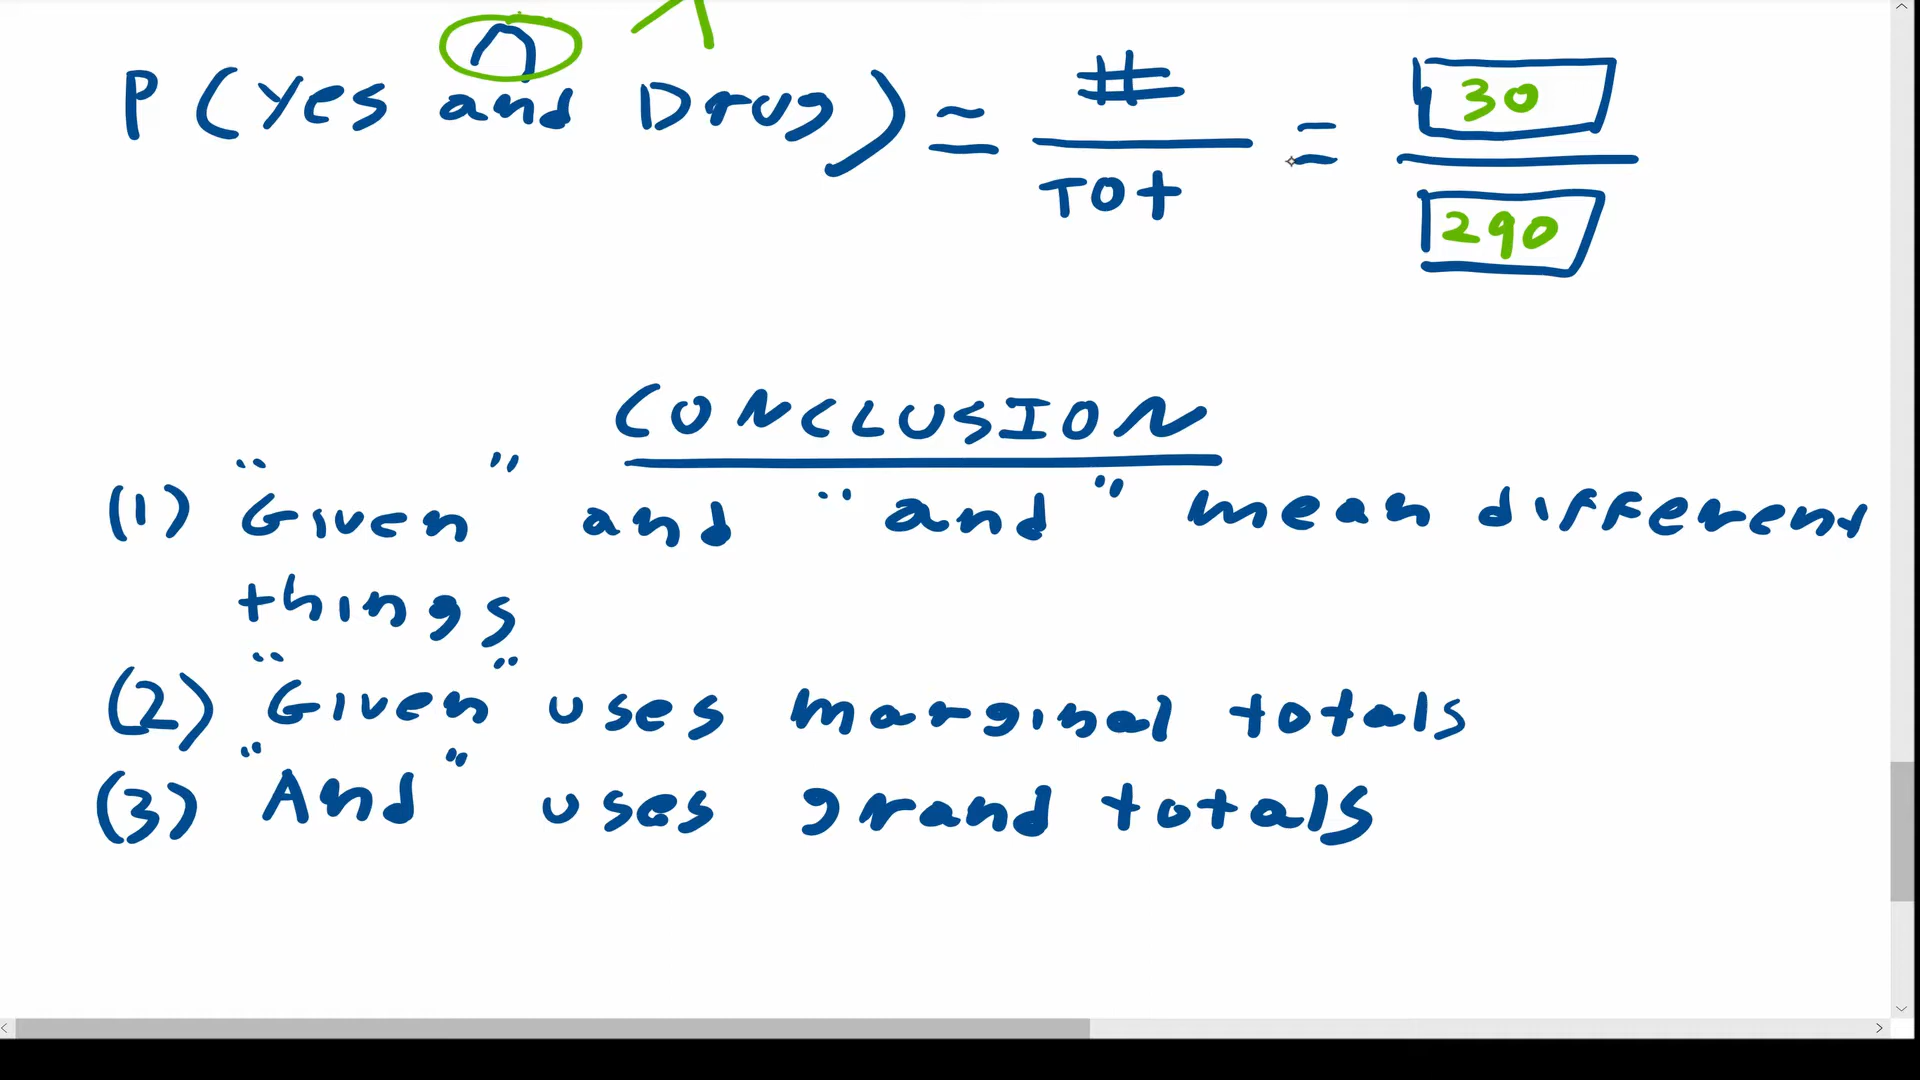 ∩
P (Yes and Drug) = # / Tot = 30 / 290
CONCLUSION
(1) "Given" and "and" mean different
things
(2) "Given" uses marginal totals
(3) "And" uses grand totals